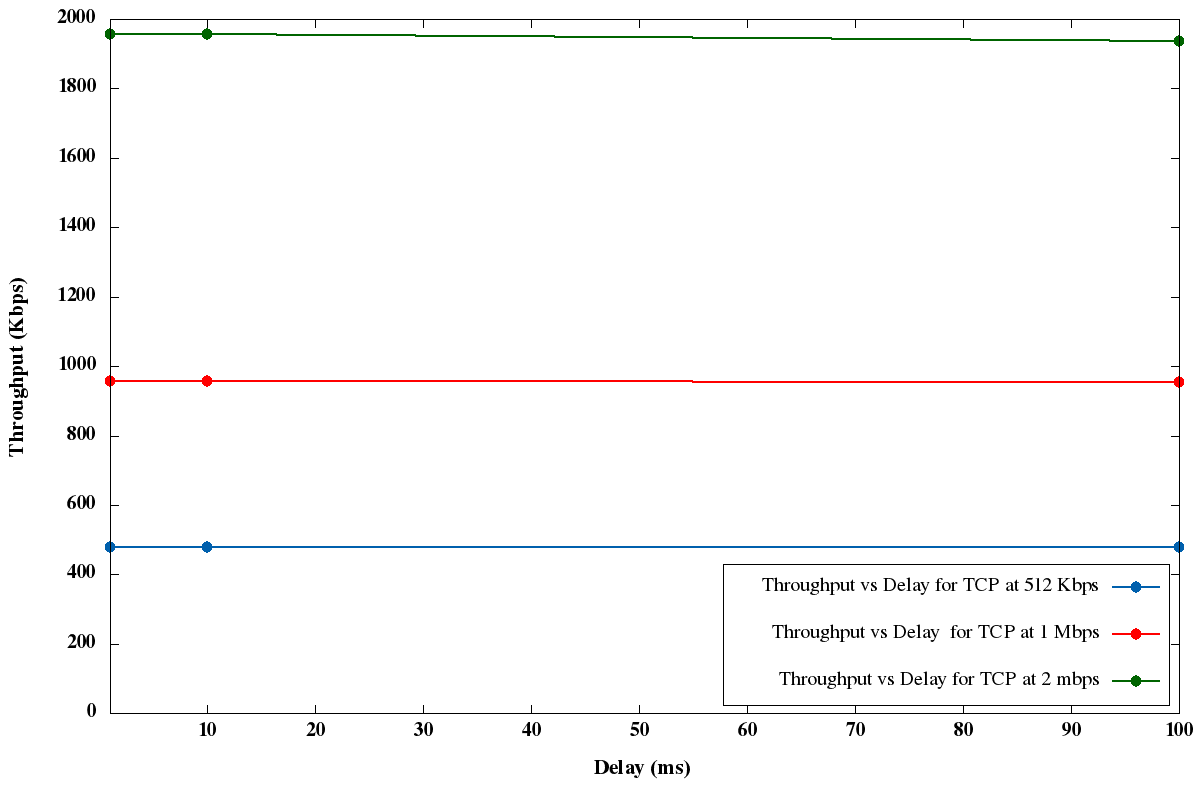 2000
1800
1600
1400
1200
1000
800
600
400
200
0
Throughput (Kbps)
Throughput vs Delay for TCP at 512 Kbps
Throughput vs Delay  for TCP at 1 Mbps
Throughput vs Delay for TCP at 2 mbps
10 20 30 40 50 60 70 80 90 100
Delay (ms)